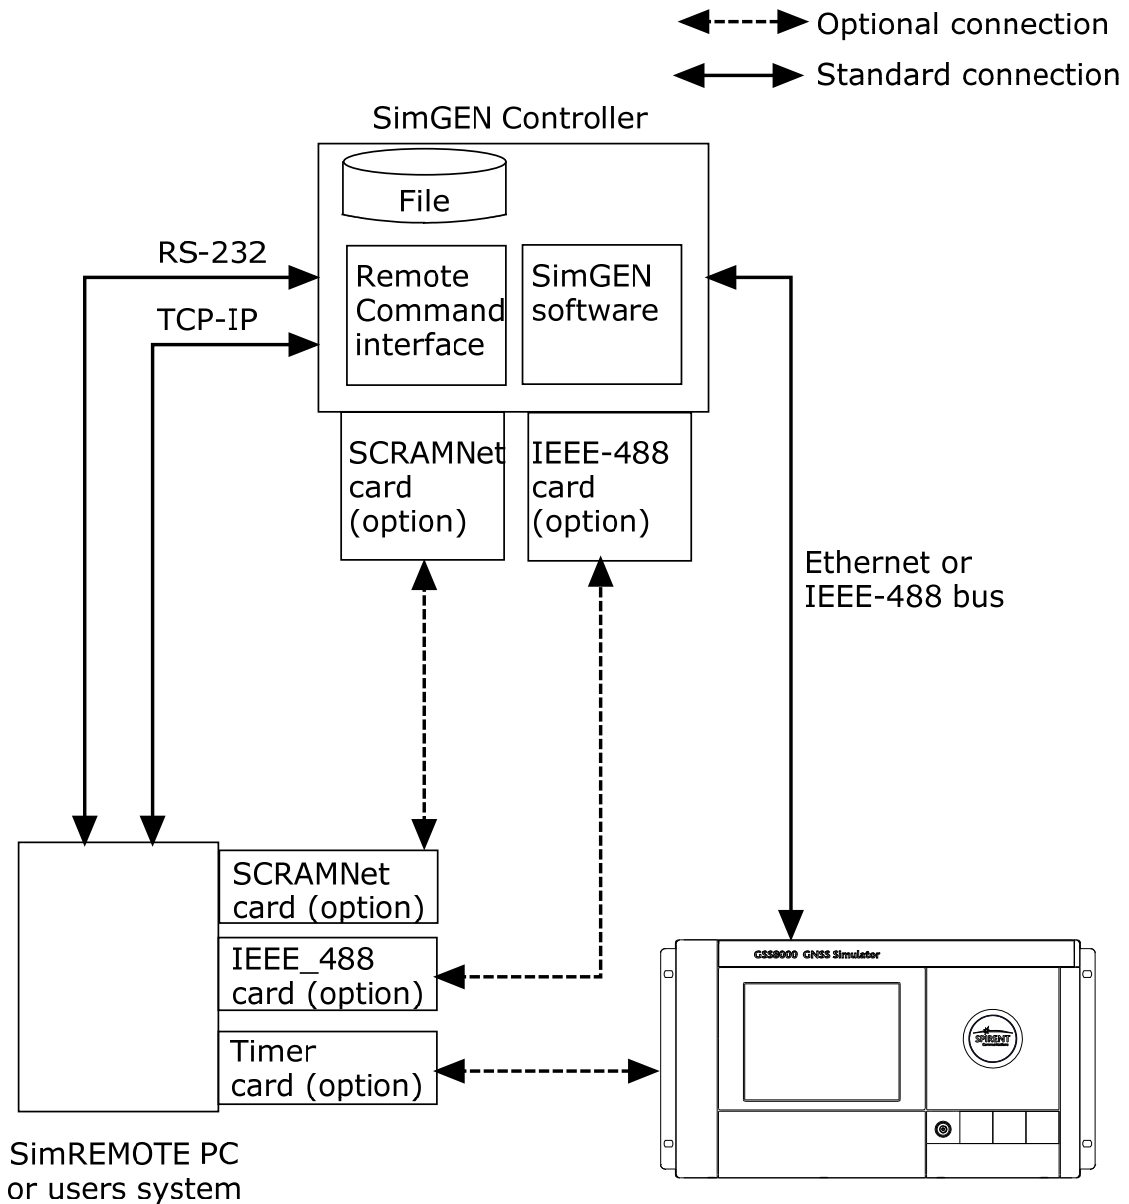 Optional connection
Standard connection
SimGEN Controller
File
RS-232
Remote
Command
interface
SimGEN
software
TCP-IP
SCRAMNet
card
(option)
IEEE-488
card
(option)
Ethernet or
IEEE-488 bus
SCRAMNet
card (option)
IEEE_488
card (option)
Timer
card (option)
GSS8000 GNSS Simulator
SPIRENT
Communications
SimREMOTE PC
or users system